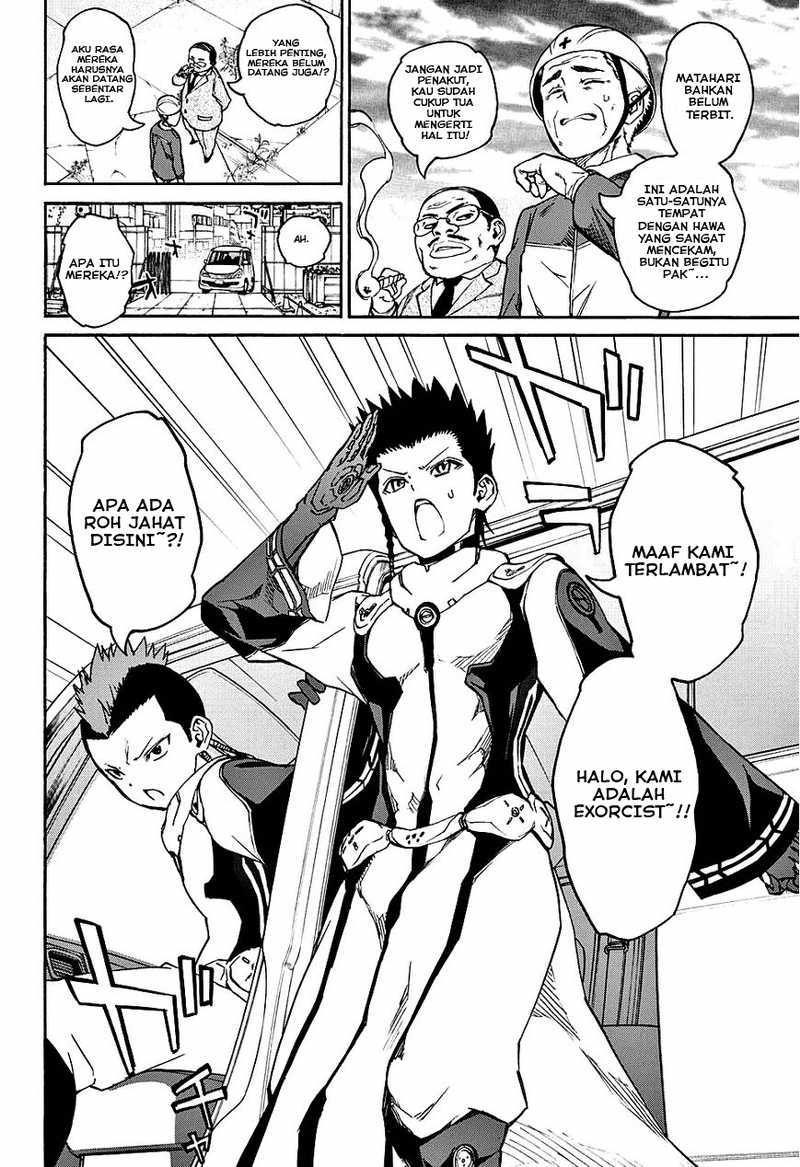 MATAHARI
BAHKAN
BELUM
TERBIT.
INI ADALAH
SATU-SATUNYA
TEMPAT
DENGAN HAWA
YANG SANGAT
MENCEKAM,
BUKAN BEGITU
PAK~...
JANGAN JADI
PENAKUT,
KAU SUDAH
CUKUP TUA
UNTUK
MENGERTI
HAL ITU!
YANG
LEBIH PENTING,
MEREKA BELUM
DATANG JUGA!?
AKU RASA
MEREKA
HARUSNYA
AKAN DATANG
SEBENTAR
LAGI.
AH.
APA ITU
MEREKA!?
MAAF KAMI
TERLAMBAT~!
HALO, KAMI
ADALAH
EXORCIST~!!
APA ADA
ROH JAHAT
DISINI~?!